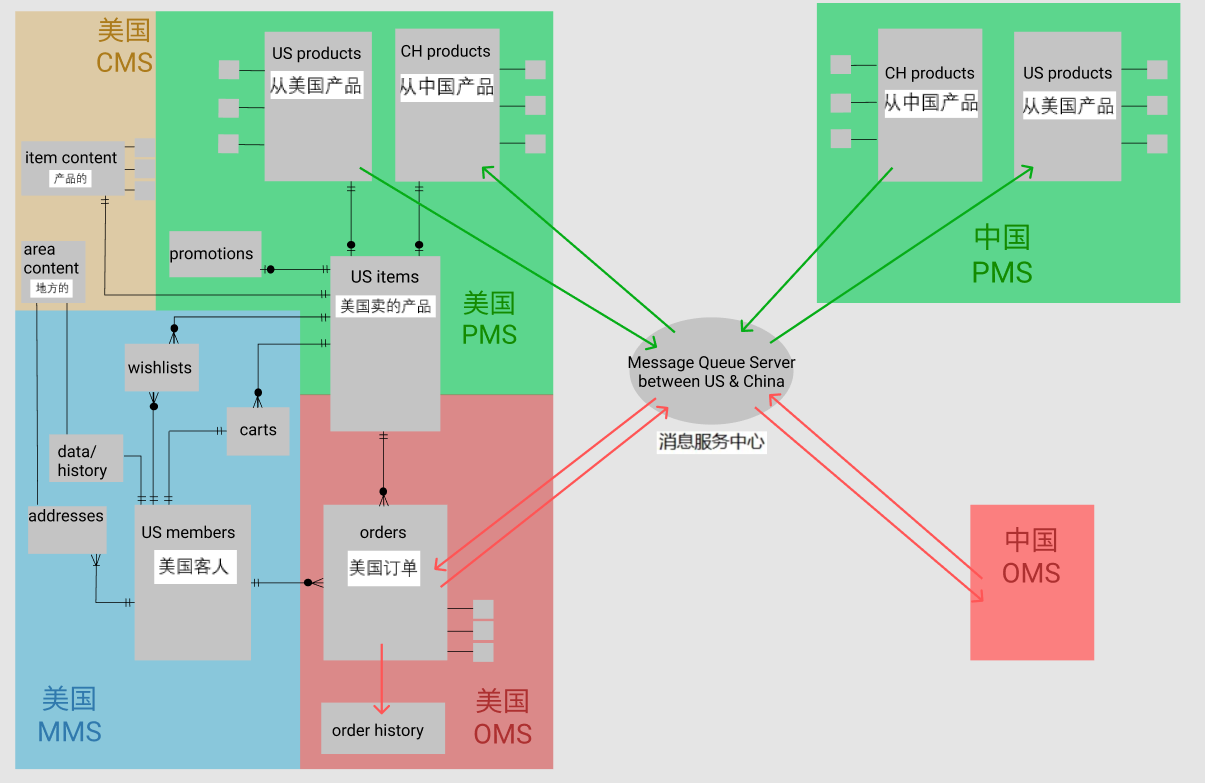 美国
CMS
item content
产品的
area
content
地方的
US products
从美国产品
CH products
从中国产品
promotions
US items
美国卖的产品
美国
PMS
wishlists
carts
data/
history
addresses
US members
美国客人
美国
MMS
orders
美国订单
order history
美国
OMS
Message Queue Server
between US & China
消息服务中心
CH products
从中国产品
US products
从美国产品
中国
PMS
中国
OMS